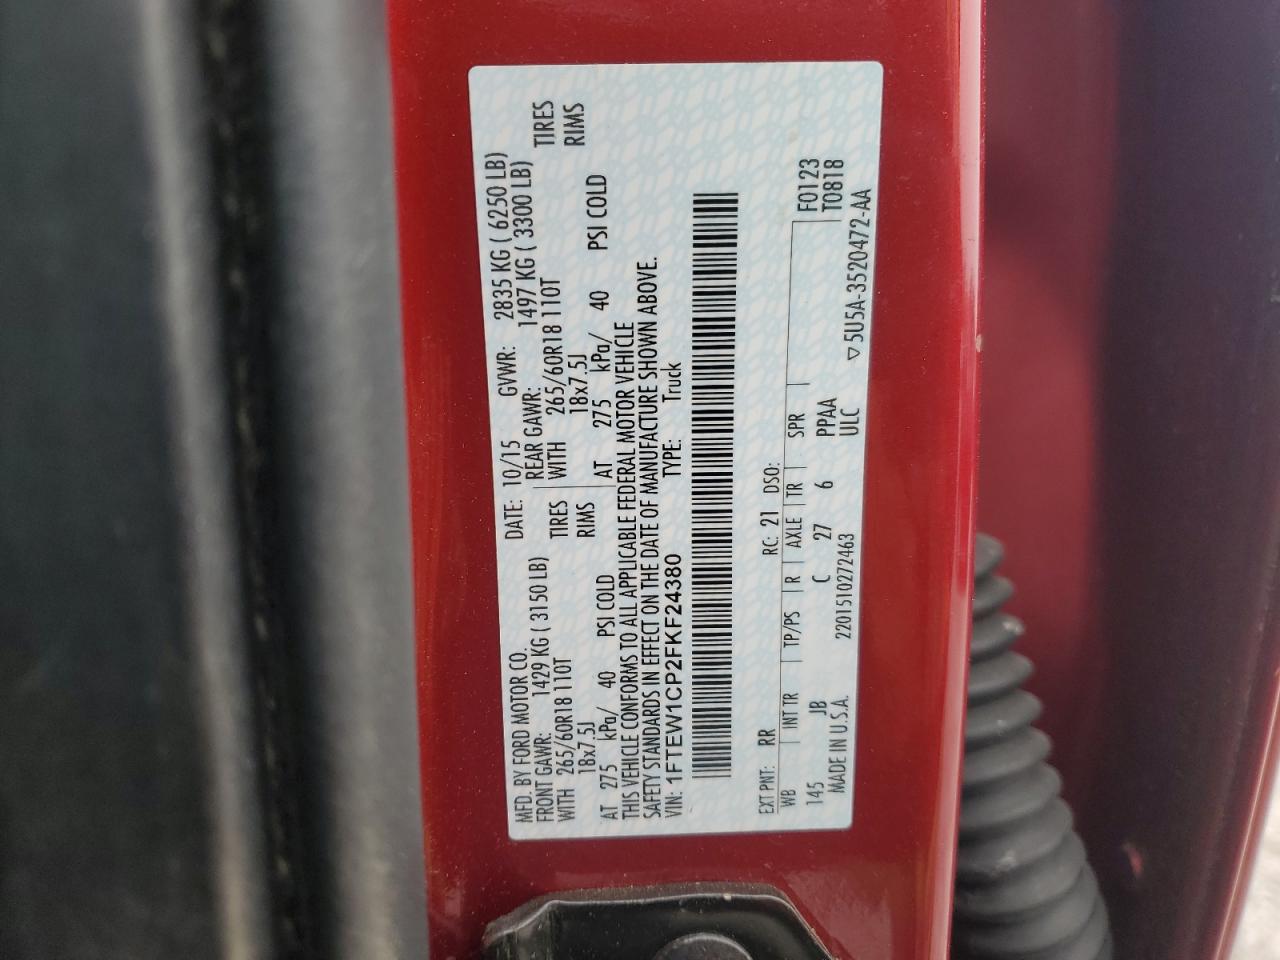 MFD. BY FORD MOTOR CO. DATE: 10/15 GVWR: 2835 KG ( 6250 LB)
FRONT GAWR: 1429 KG ( 3150 LB) REAR GAWR: 1497 KG ( 3300 LB)
WITH 265/60R18 110T TIRES WITH 265/60R18 110T TIRES
18x7.5J RIMS 18x7.5J RIMS
AT 275 kPa/ 40 PSI COLD AT 275 kPa/ 40 PSI COLD
THIS VEHICLE CONFORMS TO ALL APPLICABLE FEDERAL MOTOR VEHICLE
SAFETY STANDARDS IN EFFECT ON THE DATE OF MANUFACTURE SHOWN ABOVE.
VIN: 1FTEW1CP2FKF24380 TYPE: Truck
EXT PNT: RR RC: 21 DSO: F0123
WB INT TR TP/PS R AXLE TR SPR T0818
145 JB C 27 6 PPAA
MADE IN U.S.A. 2201510272463 ULC ▽5U5A-3520472-AA